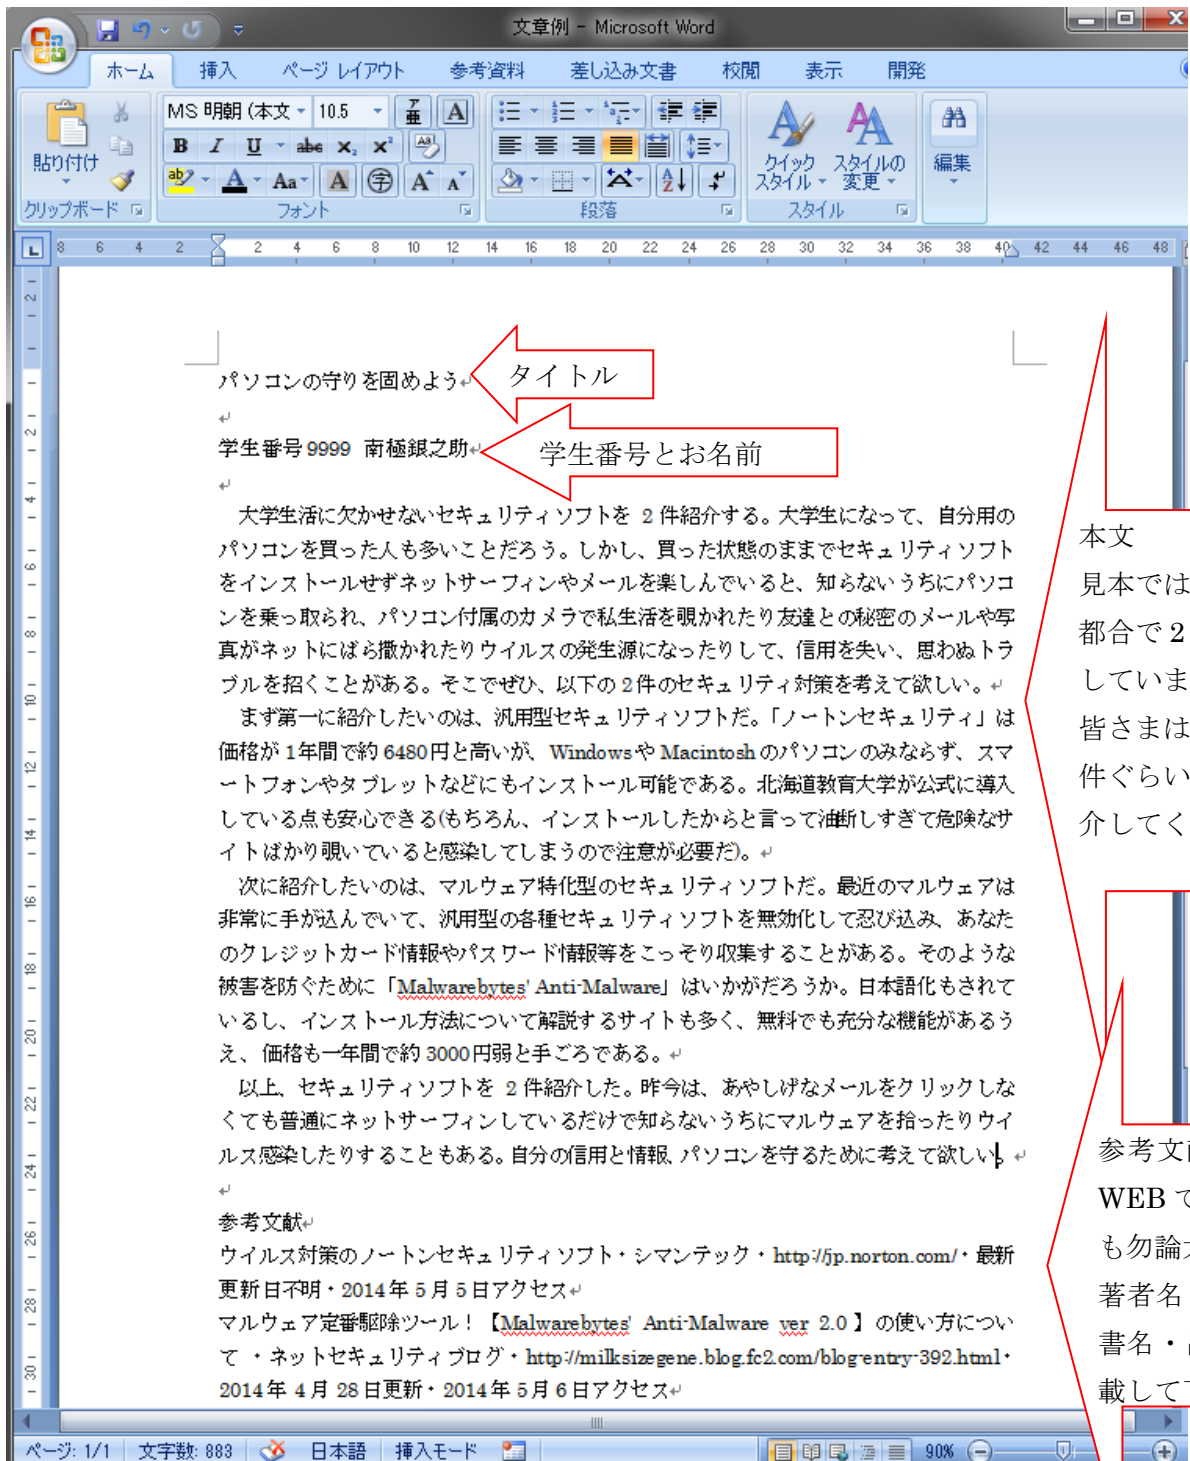 文章例 - Microsoft Word
ホーム 挿入 ページ レイアウト 参考資料 差し込み文書 校閲 表示 開発
貼り付け
クリップボード
MS 明朝 (本文 10.5
フォント
段落
クイック スタイル
スタイルの 変更
スタイル
編集
8 6 4 2 2 4 6 8 10 12 14 16 18 20 22 24 26 28 30 32 34 36 38 40 42 44 46 48
パソコンの守りを固めよう
タイトル
学生番号 9999 南極銀之助
学生番号とお名前
大学生活に欠かせないセキュリティソフトを 2 件紹介する。大学生になって、自分用の
パソコンを買った人も多いことだろう。しかし、買った状態のままでセキュリティソフト
をインストールせずネットサーフィンやメールを楽しんでいると、知らないうちにパソコ
ンを乗っ取られ、パソコン付属のカメラで私生活を覗かれたり友達との秘密のメールや写
真がネットにばら撒かれたりウイルスの発生源になったりして、信用を失い、思わぬトラ
ブルを招くことがある。そこでぜひ、以下の 2 件のセキュリティ対策を考えて欲しい。
まず第一に紹介したいのは、汎用型セキュリティソフトだ。「ノートンセキュリティ」は
価格が 1 年間で約 6480 円と高いが、Windows や Macintosh のパソコンのみならず、スマ
ートフォンやタブレットなどにもインストール可能である。北海道教育大学が公式に導入
している点も安心できる(もちろん、インストールしたからと言って油断しすぎて危険なサ
イトばかり覗いていると感染してしまうので注意が必要だ)。
次に紹介したいのは、マルウェア特化型のセキュリティソフトだ。最近のマルウェアは
非常に手が込んでいて、汎用型の各種セキュリティソフトを無効化して忍び込み、あなた
のクレジットカード情報やパスワード情報等をこっそり収集することがある。そのような
被害を防ぐために「Malwarebytes' Anti-Malware」はいかがだろうか。日本語化もされて
いるし、インストール方法について解説するサイトも多く、無料でも充分な機能があるう
え、価格も一年間で約 3000 円弱と手ごろである。
以上、セキュリティソフトを 2 件紹介した。昨今は、あやしげなメールをクリックしな
くても普通にネットサーフィンしているだけで知らないうちにマルウェアを拾ったりウイ
ルス感染したりすることもある。自分の信用と情報、パソコンを守るために考えて欲しい。
参考文献
ウイルス対策のノートンセキュリティソフト・シマンテック・http://jp.norton.com/・最新
更新日不明・2014 年 5 月 5 日アクセス
マルウェア定番駆除ツール！【Malwarebytes' Anti-Malware ver 2.0】の使い方につい
て ・ネットセキュリティブログ・http://milksizegene.blog.fc2.com/blog-entry-392.html・
2014 年 4 月 28 日更新・2014 年 5 月 6 日アクセス
本文
見本では
都合で 2
していま
皆さまは
件ぐらい
介してく
参考文
WEB で
も勿論
著者名
書名・
載して
ページ: 1/1 文字数: 883 日本語 挿入モード 90%